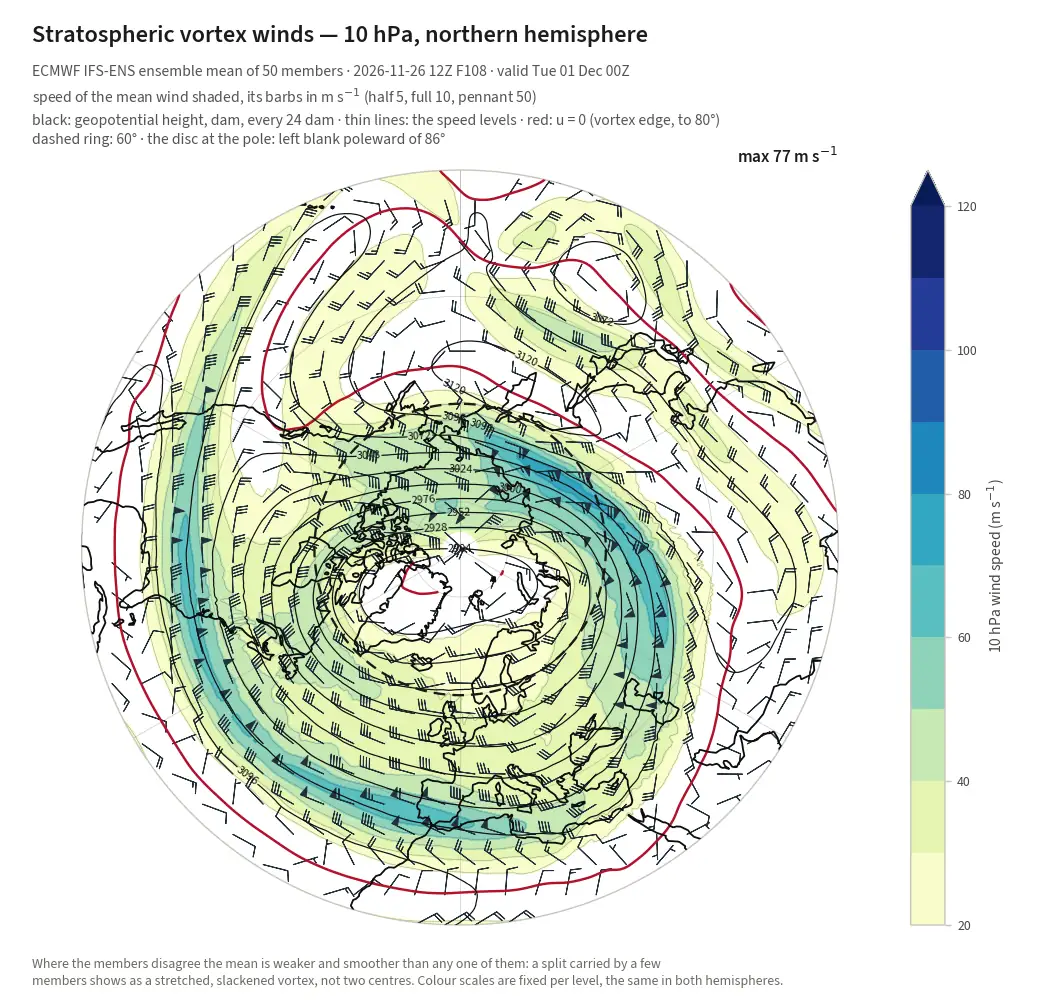 Stratospheric vortex winds — 10 hPa, northern hemisphere
ECMWF IFS-ENS ensemble mean of 50 members · 2026-11-26 12Z F108 · valid Tue 01 Dec 00Z
speed of the mean wind shaded, its barbs in m s⁻¹ (half 5, full 10, pennant 50)
black: geopotential height, dam, every 24 dam · thin lines: the speed levels · red: u = 0 (vortex edge, to 80°)
dashed ring: 60° · the disc at the pole: left blank poleward of 86°
max 77 m s⁻¹
120
100
80
60
40
20
10 hPa wind speed (m s⁻¹)
3072
3120
3120
3024
2976
2952
2928
3096
Where the members disagree the mean is weaker and smoother than any one of them: a split carried by a few
members shows as a stretched, slackened vortex, not two centres. Colour scales are fixed per level, the same in both hemispheres.